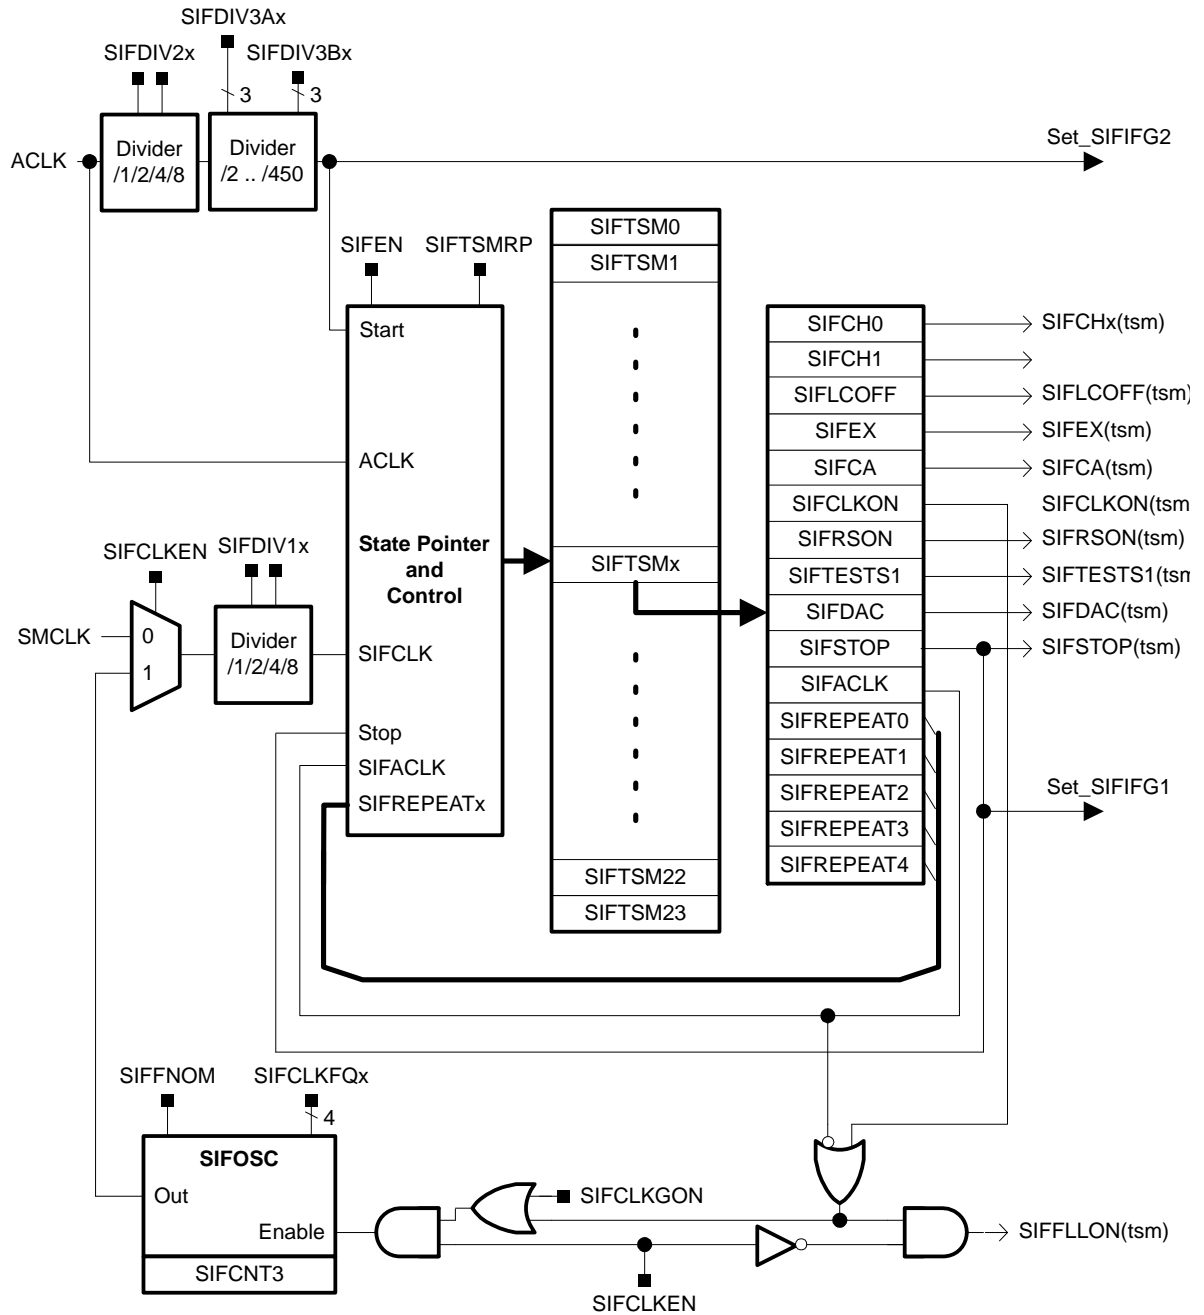 SIFDIV3Ax
SIFDIV2x
SIFDIV3Bx
3
3
Set_SIFIFG2
ACLK
Divider
/1/2/4/8
Divider
/2 .. /450
SIFEN
SIFTSMRP
SIFTSM0
SIFTSM1
Start
ACLK
State Pointer
and
Control
SIFCLK
Stop
SIFACLK
SIFREPEATx
SIFTSMx
SIFTSM22
SIFTSM23
SIFCH0
SIFCHx(tsm)
SIFCH1
SIFLCOFF
SIFLCOFF(tsm)
SIFEX
SIFEX(tsm)
SIFCA
SIFCA(tsm)
SIFCLKON
SIFCLKON(tsm
SIFRSON
SIFRSON(tsm)
SIFTESTS1
SIFTESTS1(tsm
SIFDAC
SIFDAC(tsm)
SIFSTOP
SIFSTOP(tsm)
SIFACLK
SIFREPEAT0
SIFREPEAT1
SIFREPEAT2
SIFREPEAT3
SIFREPEAT4
Set_SIFIFG1
SIFCLKEN
SIFDIV1x
SMCLK
0
1
Divider
/1/2/4/8
SIFFNOM
SIFCLKFQx
4
SIFOSC
Out
Enable
SIFCNT3
SIFCLKGON
SIFFLLON(tsm)
SIFCLKEN